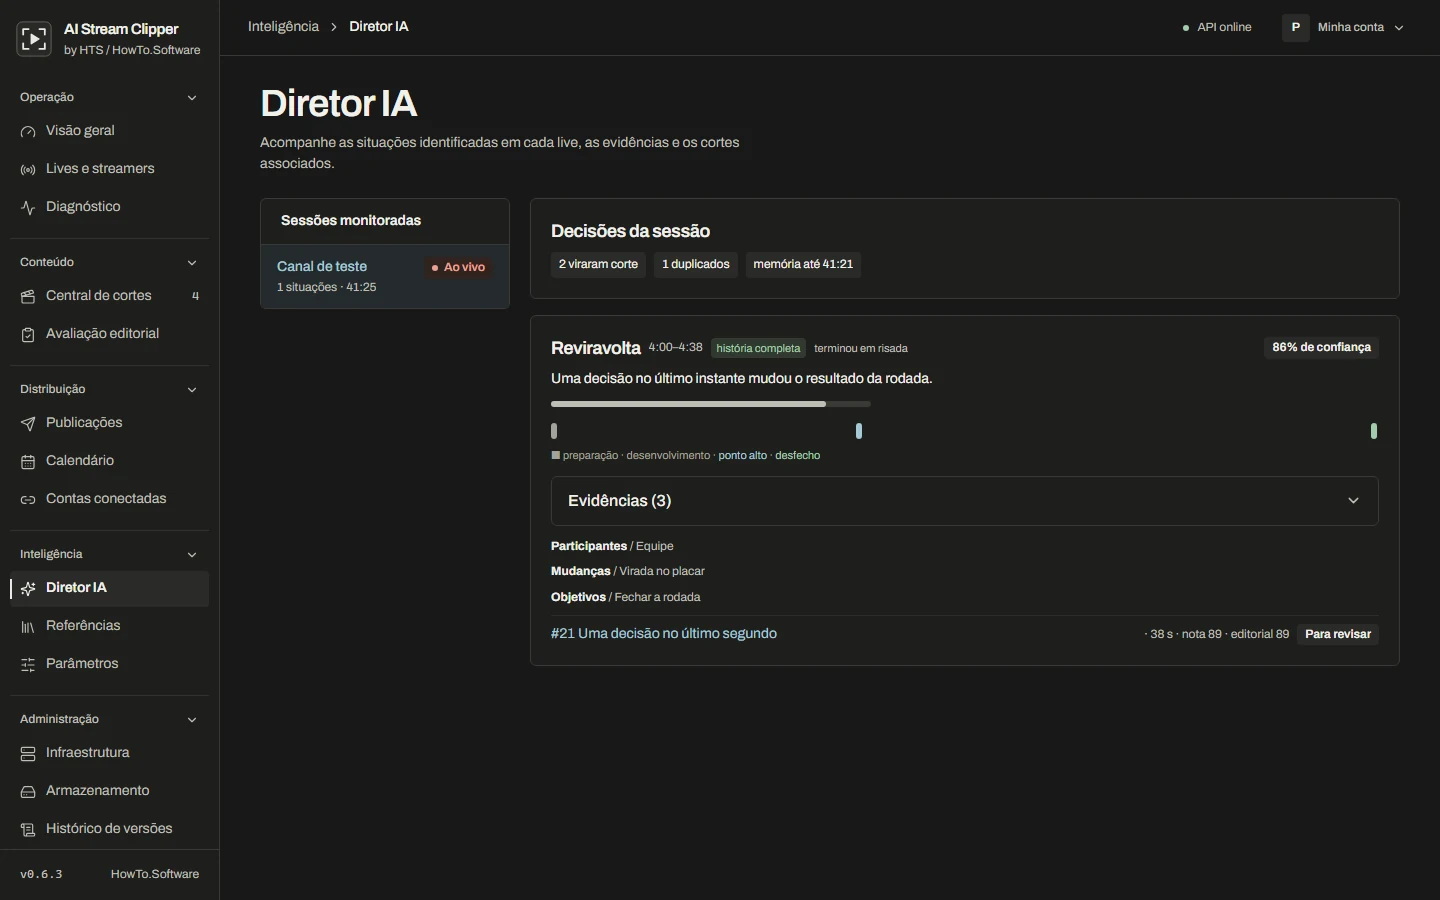 AI Stream Clipper
by HTS / HowTo.Software
Operação
Visão geral
Lives e streamers
Diagnóstico
Conteúdo
Central de cortes 4
Avaliação editorial
Distribuição
Publicações
Calendário
Contas conectadas
Inteligência
Diretor IA
Referências
Parâmetros
Administração
Infraestrutura
Armazenamento
Histórico de versões
v0.6.3 HowTo.Software
Inteligência > Diretor IA
API online
P Minha conta
Diretor IA
Acompanhe as situações identificadas em cada live, as evidências e os cortes
associados.
Sessões monitoradas
Canal de teste Ao vivo
1 situações · 41:25
Decisões da sessão
2 viraram corte 1 duplicados memória até 41:21
Reviravolta 4:00–4:38 história completa terminou em risada 86% de confiança
Uma decisão no último instante mudou o resultado da rodada.
preparação · desenvolvimento · ponto alto · desfecho
Evidências (3)
Participantes / Equipe
Mudanças / Virada no placar
Objetivos / Fechar a rodada
#21 Uma decisão no último segundo · 38 s · nota 89 · editorial 89 Para revisar